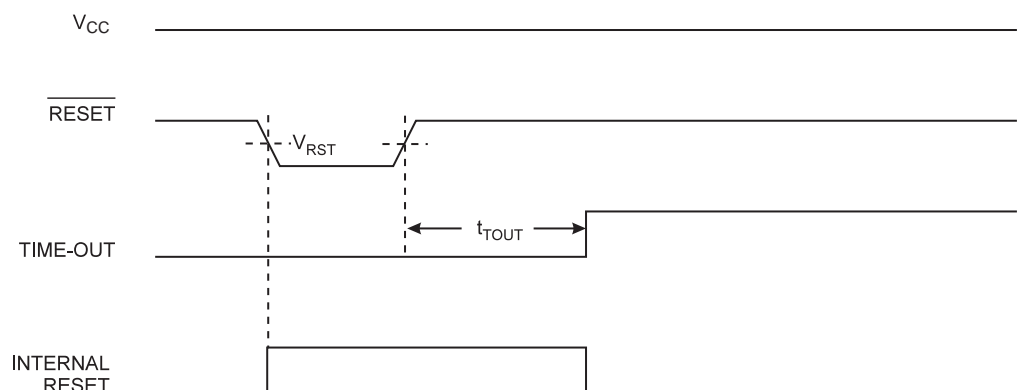 VCC
RESET
VRST
tTOUT
TIME-OUT
INTERNAL
RESET